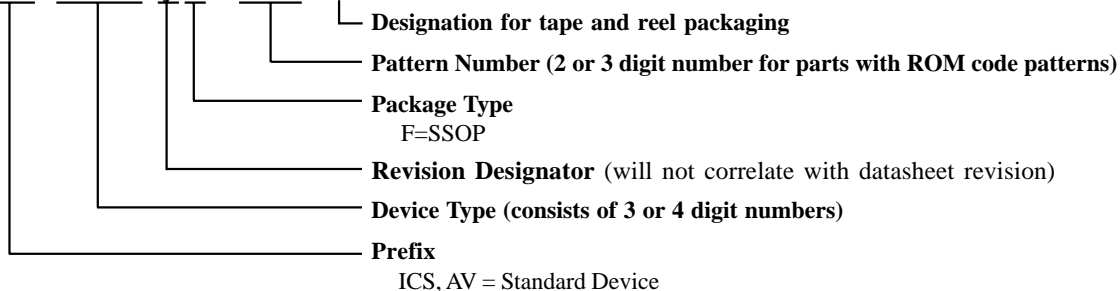 Designation for tape and reel packaging
Pattern Number (2 or 3 digit number for parts with ROM code patterns)
Package Type
F=SSOP
Revision Designator (will not correlate with datasheet revision)
Device Type (consists of 3 or 4 digit numbers)
Prefix
ICS, AV = Standard Device